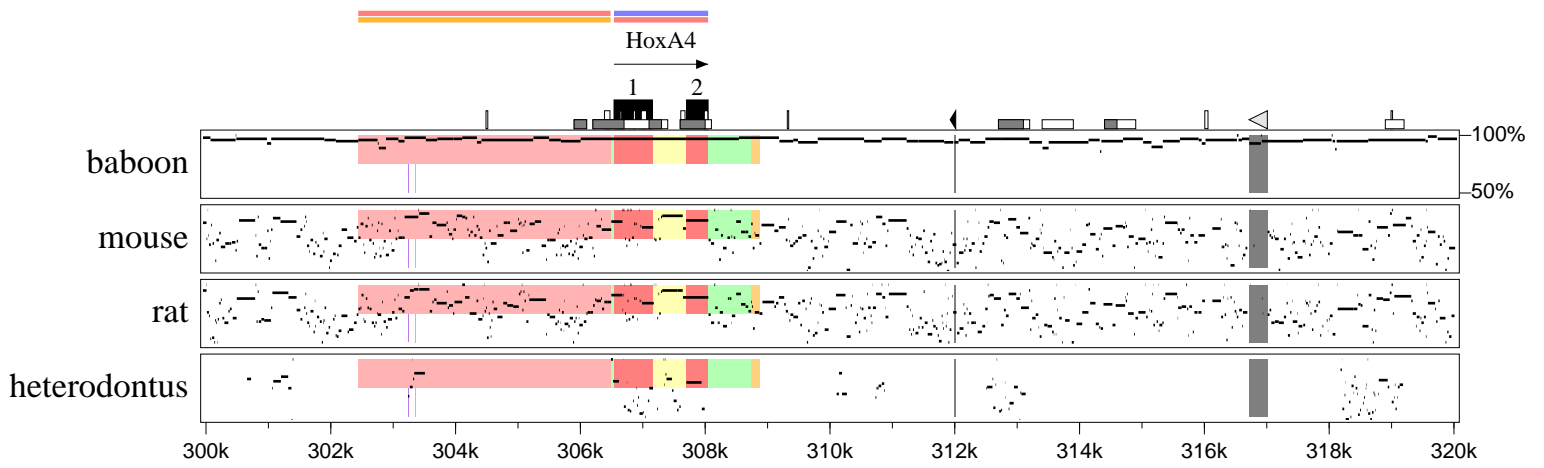 HoxA4
1 2
baboon
100%
50%
mouse
rat
heterodontus
300k 302k 304k 306k 308k 310k 312k 314k 316k 318k 320k